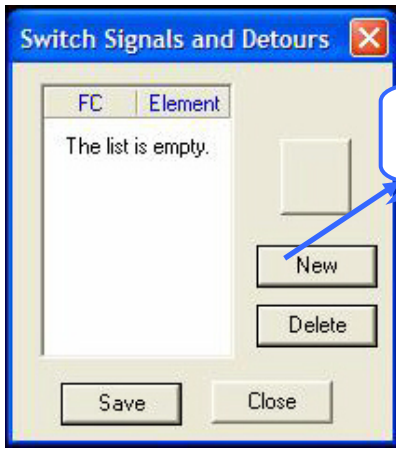 Switch Signals and Detours
FC Element
The list is empty.
New
Delete
Save Close